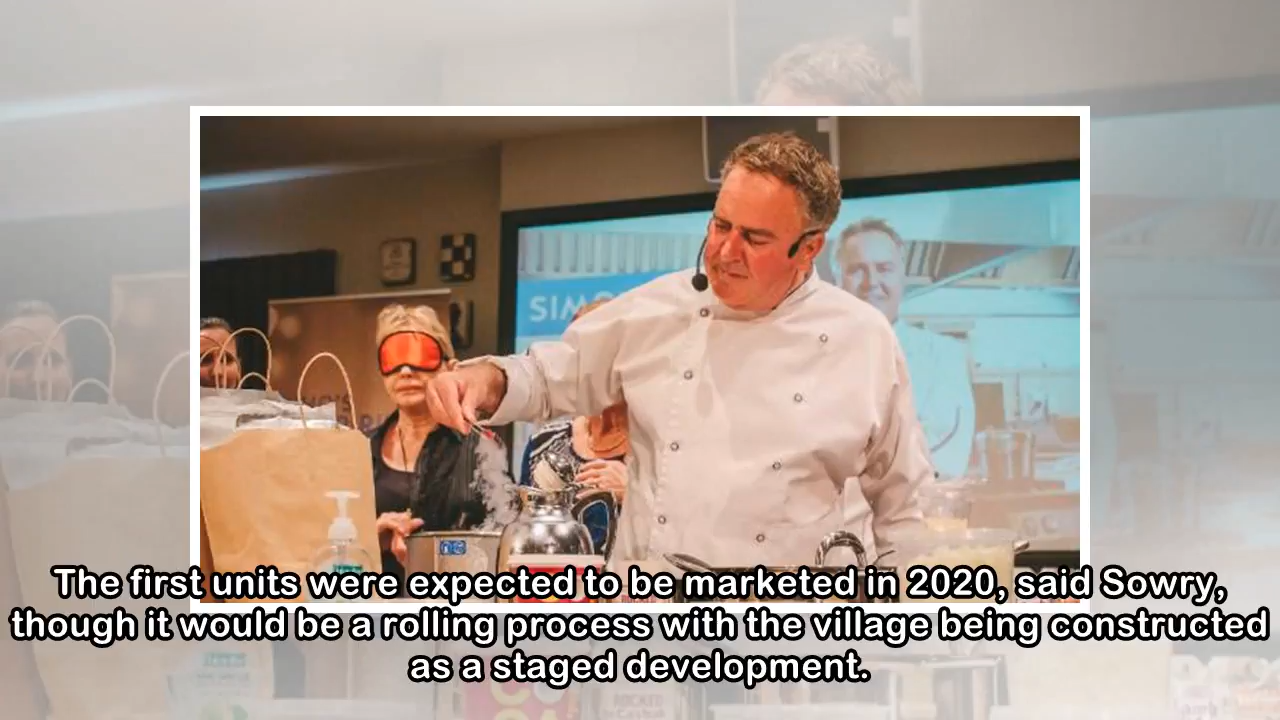 SIMO
The first units were expected to be marketed in 2020, said Sowry,
though it would be a rolling process with the village being constructed
as a staged development.